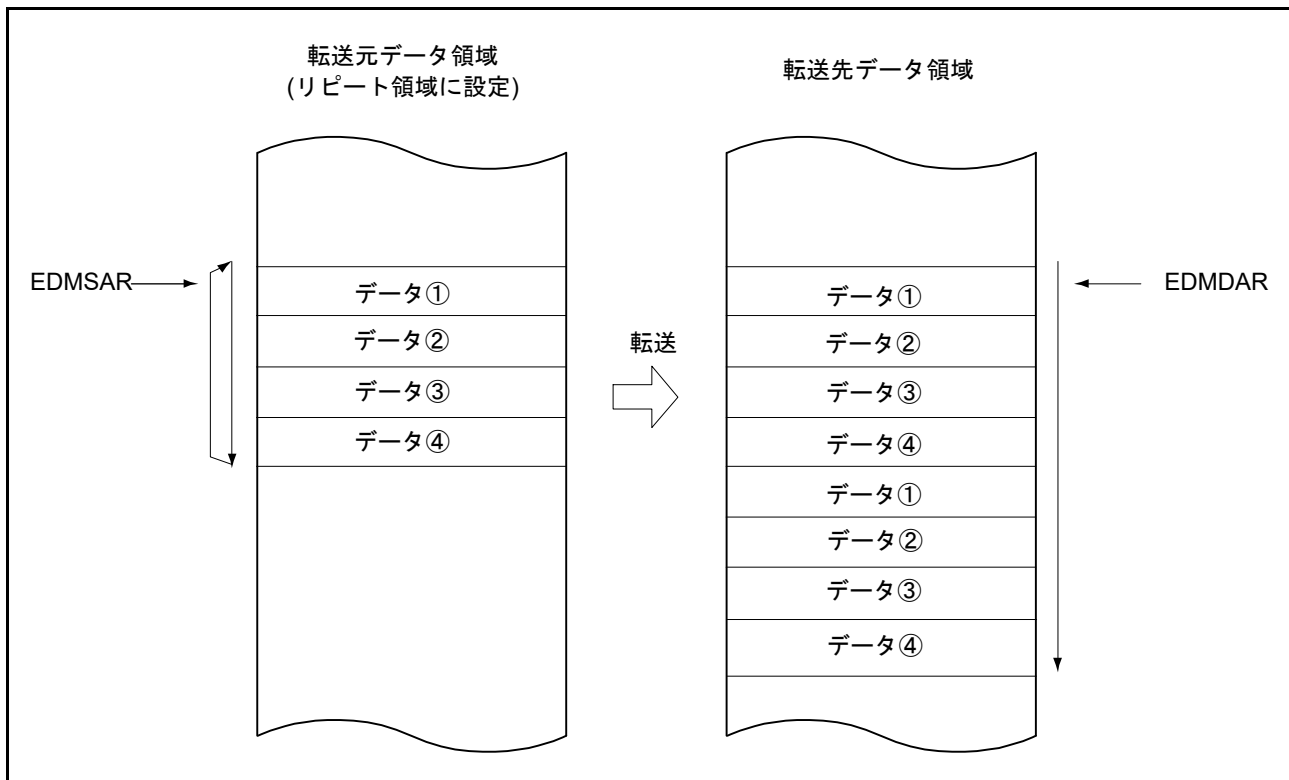 転送元データ領域
(リピート領域に設定)
転送先データ領域
EDMSAR
データ①
データ②
データ③
データ④
転送
データ①
データ②
データ③
データ④
データ①
データ②
データ③
データ④
EDMDAR